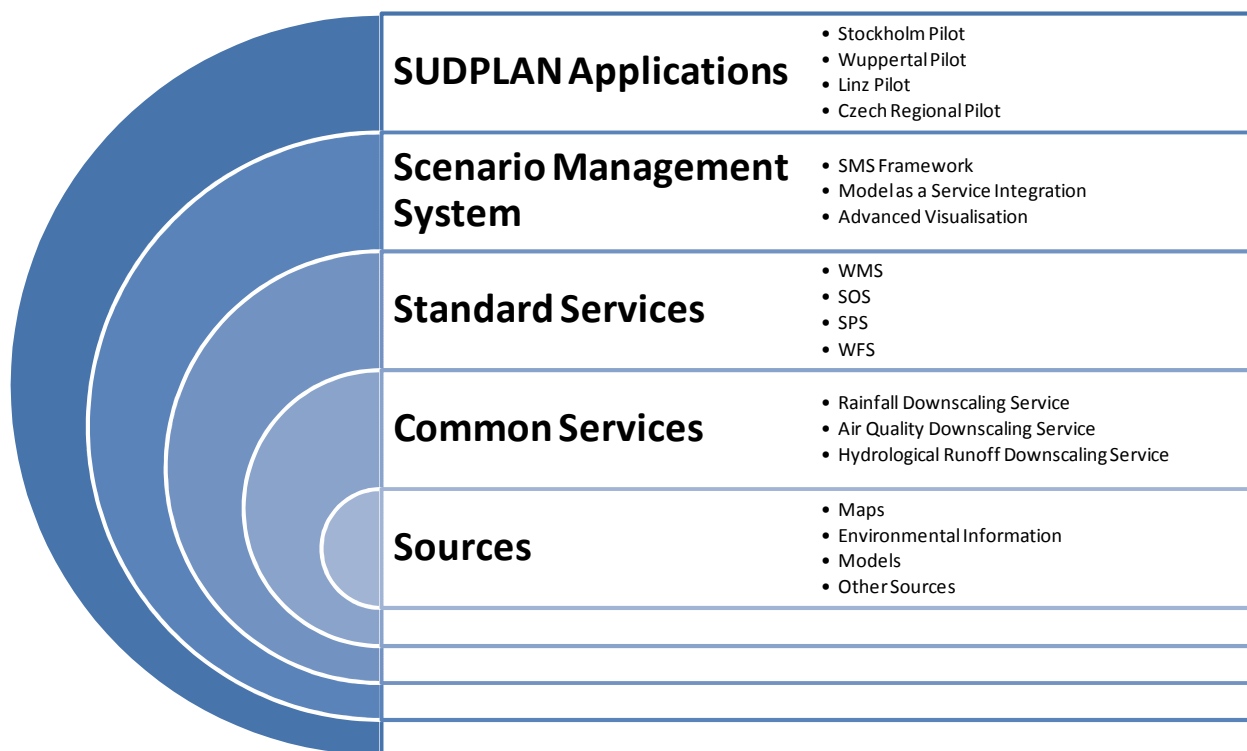 SUDPLAN Applications
• Stockholm Pilot
• Wuppertal Pilot
• Linz Pilot
• Czech Regional Pilot
Scenario Management
System
• SMS Framework
• Model as a Service Integration
• Advanced Visualisation
Standard Services
• WMS
• SOS
• SPS
• WFS
Common Services
• Rainfall Downscaling Service
• Air Quality Downscaling Service
• Hydrological Runoff Downscaling Service
Sources
• Maps
• Environmental Information
• Models
• Other Sources